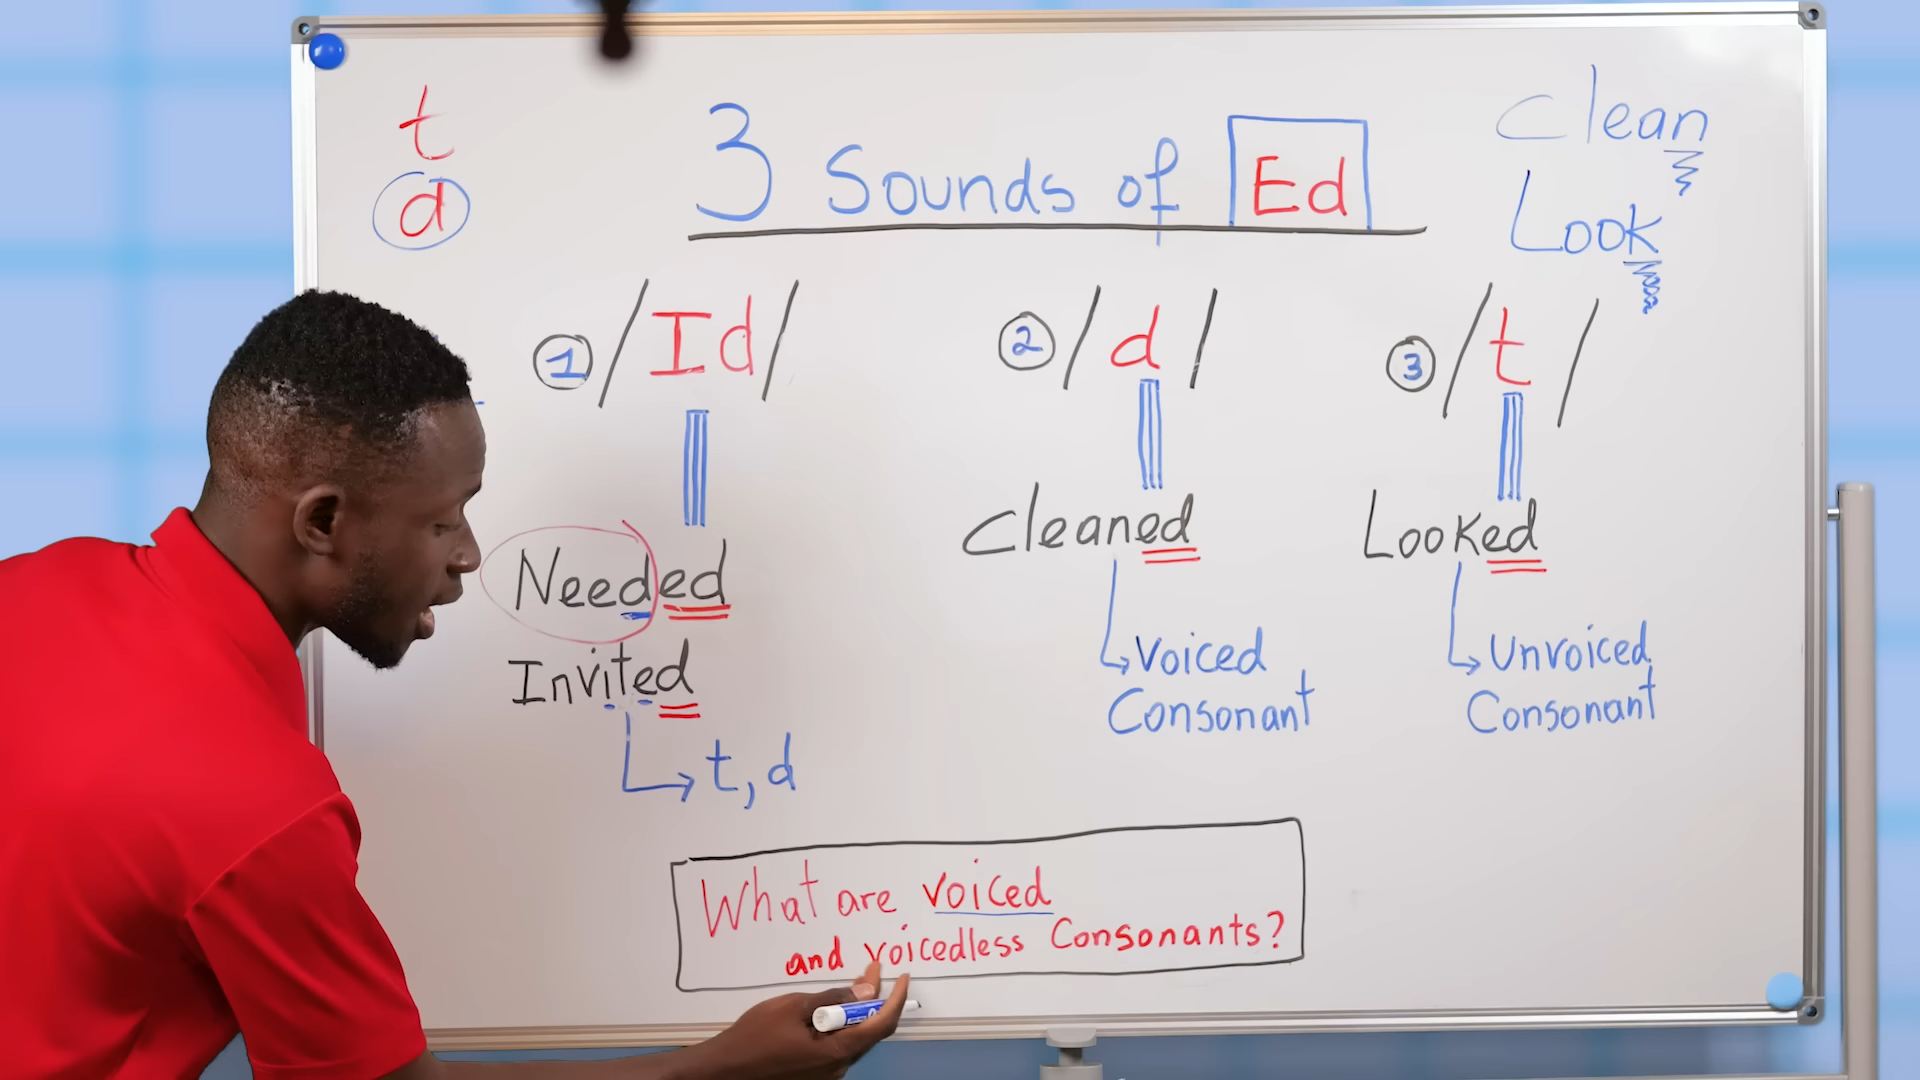 t
d
3 Sounds of Ed
Clean
Look
1 /Id/
2 /d/
3 /t/
Needed
Invited
t, d
Cleaned
Voiced
Consonant
Looked
Unvoiced
Consonant
What are voiced
and voicedless Consonants?